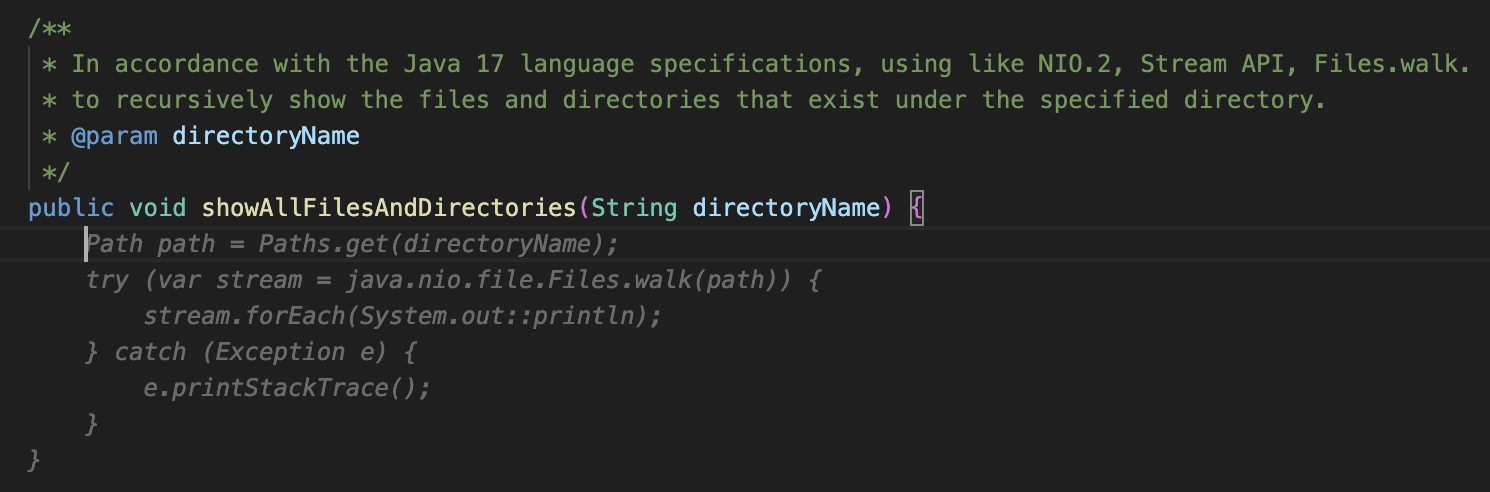 /**
 * In accordance with the Java 17 language specifications, using like NIO.2, Stream API, Files.walk.
 * to recursively show the files and directories that exist under the specified directory.
 * @param directoryName
 */
public void showAllFilesAndDirectories(String directoryName) {
    Path path = Paths.get(directoryName);
    try (var stream = java.nio.file.Files.walk(path)) {
        stream.forEach(System.out::println);
    } catch (Exception e) {
        e.printStackTrace();
    }
}